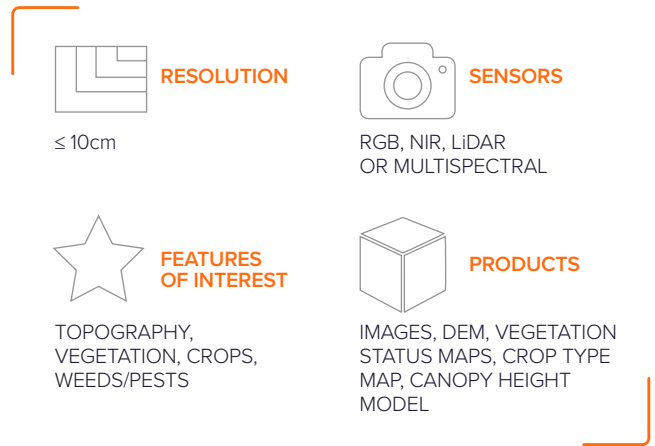 RESOLUTION
≤ 10cm
SENSORS
RGB, NIR, LiDAR
OR MULTISPECTRAL
FEATURES
OF INTEREST
TOPOGRAPHY,
VEGETATION, CROPS,
WEEDS/PESTS
PRODUCTS
IMAGES, DEM, VEGETATION
STATUS MAPS, CROP TYPE
MAP, CANOPY HEIGHT
MODEL